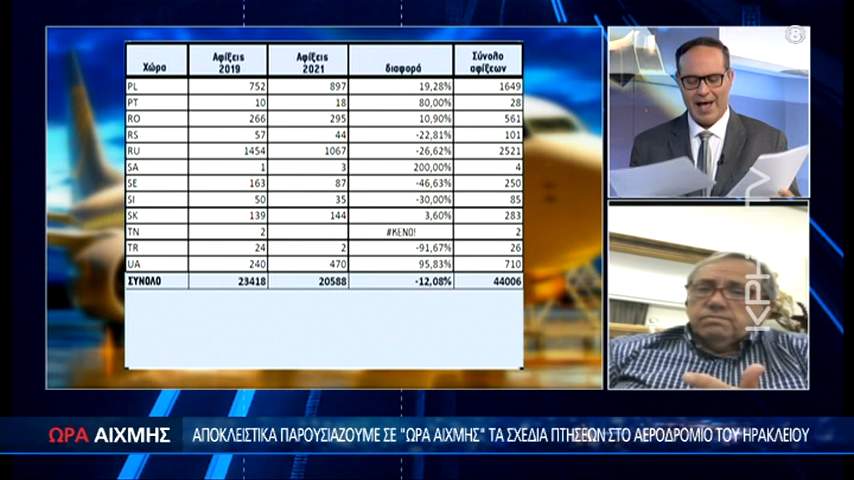 Χώρα Αφίξεις 2019 Αφίξεις 2021 διαφορά Σύνολο αφίξεων
PL 752 897 19,28% 1649
PT 10 18 80,00% 28
RO 266 295 10,90% 561
RS 57 44 -22,81% 101
RU 1454 1067 -26,62% 2521
SA 1 3 200,00% 4
SE 163 87 -46,63% 250
SI 50 35 -30,00% 85
SK 139 144 3,60% 283
TN 2 #ΚΕΝΟ! 2
TR 24 2 -91,67% 26
UA 240 470 95,83% 710
ΣΥΝΟΛΟ 23418 20588 -12,08% 44006
8
ΚΡΗΤΗ TV
ΩΡΑ ΑΙΧΜΗΣ
ΑΠΟΚΛΕΙΣΤΙΚΑ ΠΑΡΟΥΣΙΑΖΟΥΜΕ ΣΕ "ΩΡΑ ΑΙΧΜΗΣ" ΤΑ ΣΧΕΔΙΑ ΠΤΗΣΕΩΝ ΣΤΟ ΑΕΡΟΔΡΟΜΙΟ ΤΟΥ ΗΡΑΚΛΕΙΟΥ